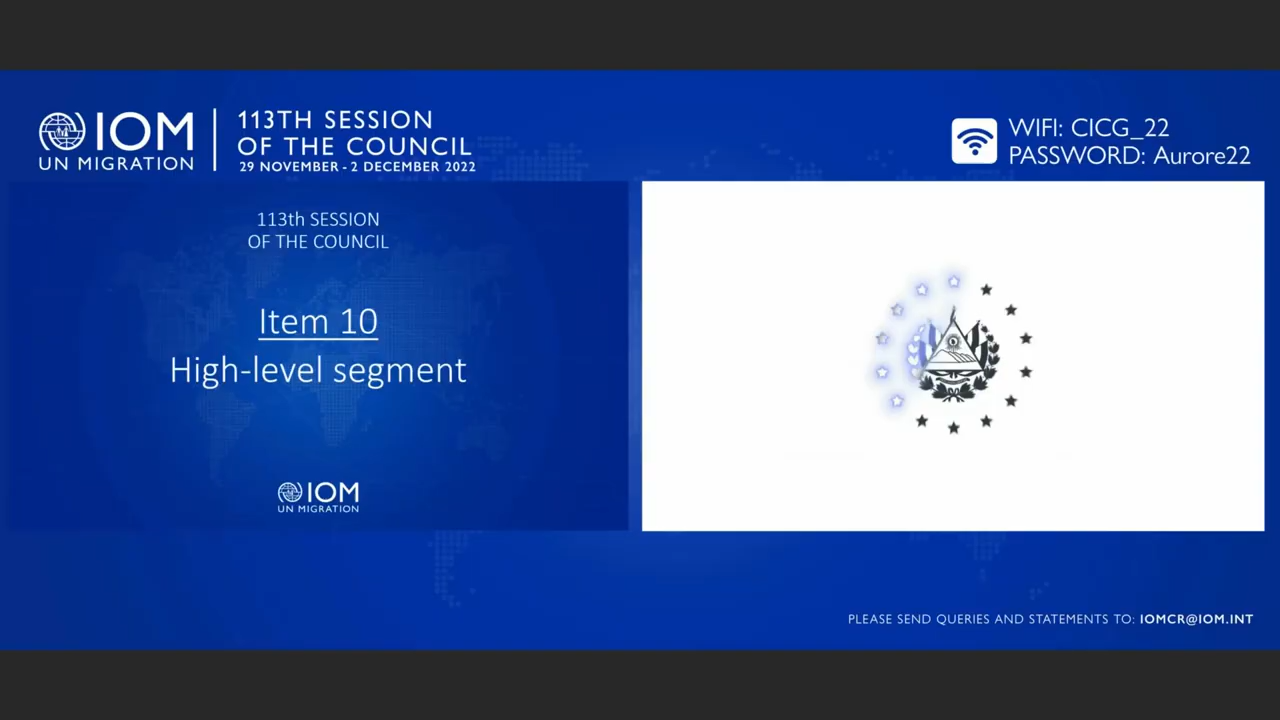 IOM
UN MIGRATION
113TH SESSION
OF THE COUNCIL
29 NOVEMBER - 2 DECEMBER 2022
WIFI: CICG_22
PASSWORD: Aurore22
113th SESSION
OF THE COUNCIL
Item 10
High-level segment
IOM
UN MIGRATION
PLEASE SEND QUERIES AND STATEMENTS TO: IOMCR@IOM.INT